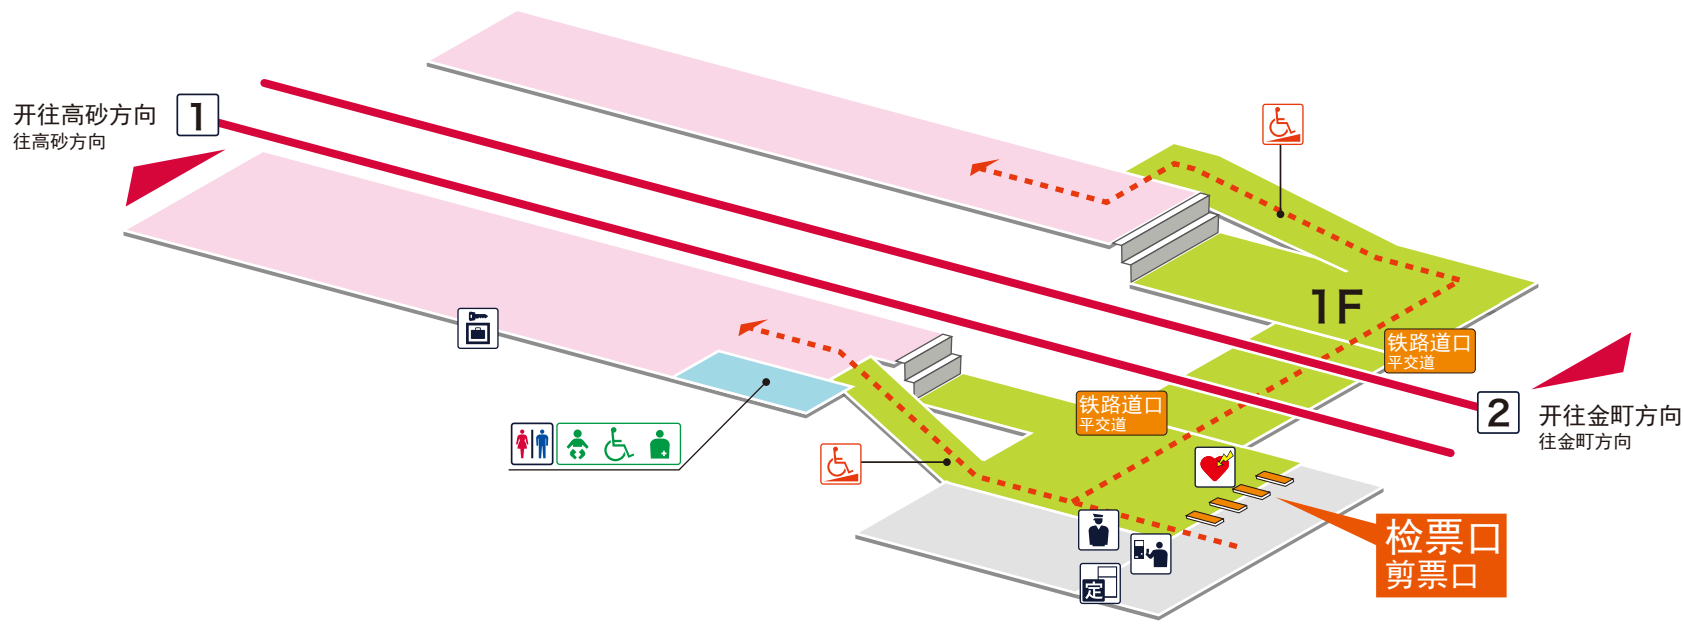 开往高砂方向
往高砂方向
1
1F
铁路道口
平交道
铁路道口
平交道
2
开往金町方向
往金町方向
检票口
剪票口
定